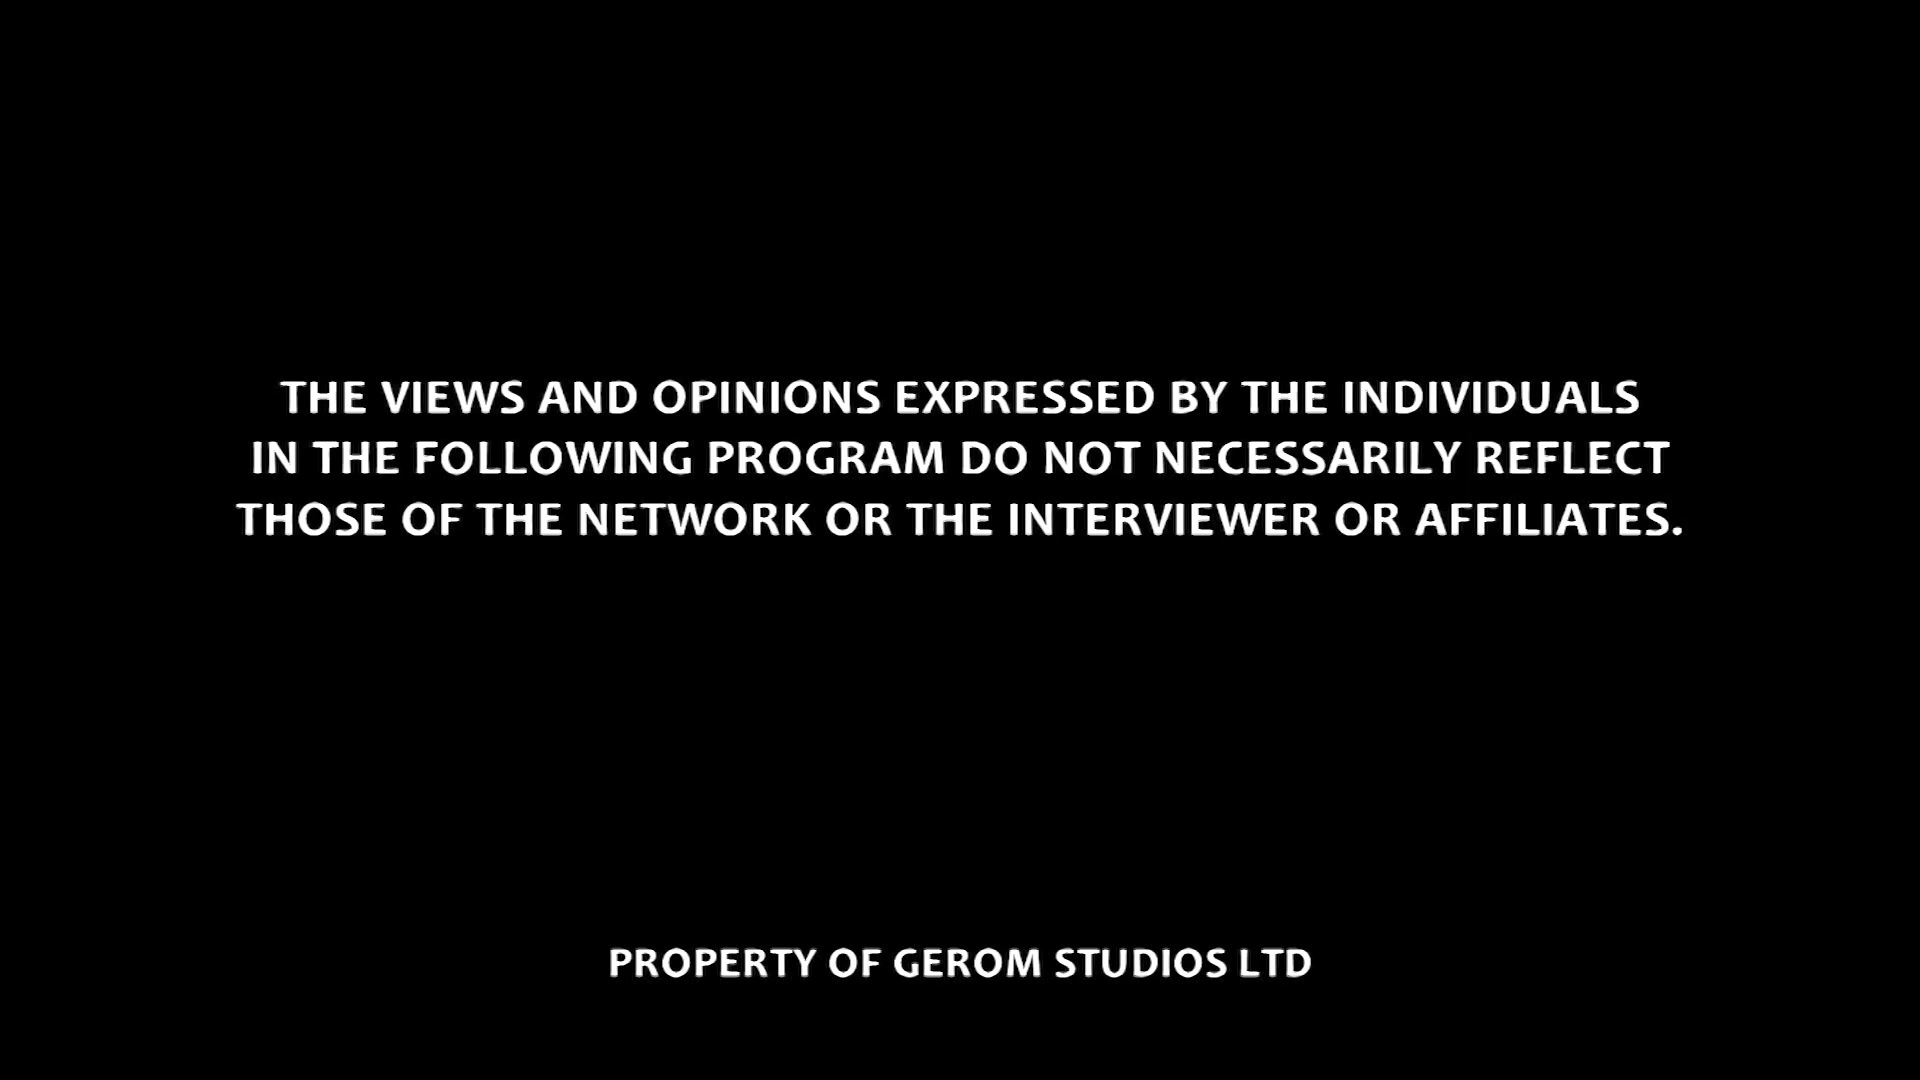 THE VIEWS AND OPINIONS EXPRESSED BY THE INDIVIDUALS
IN THE FOLLOWING PROGRAM DO NOT NECESSARILY REFLECT
THOSE OF THE NETWORK OR THE INTERVIEWER OR AFFILIATES.
PROPERTY OF GEROM STUDIOS LTD